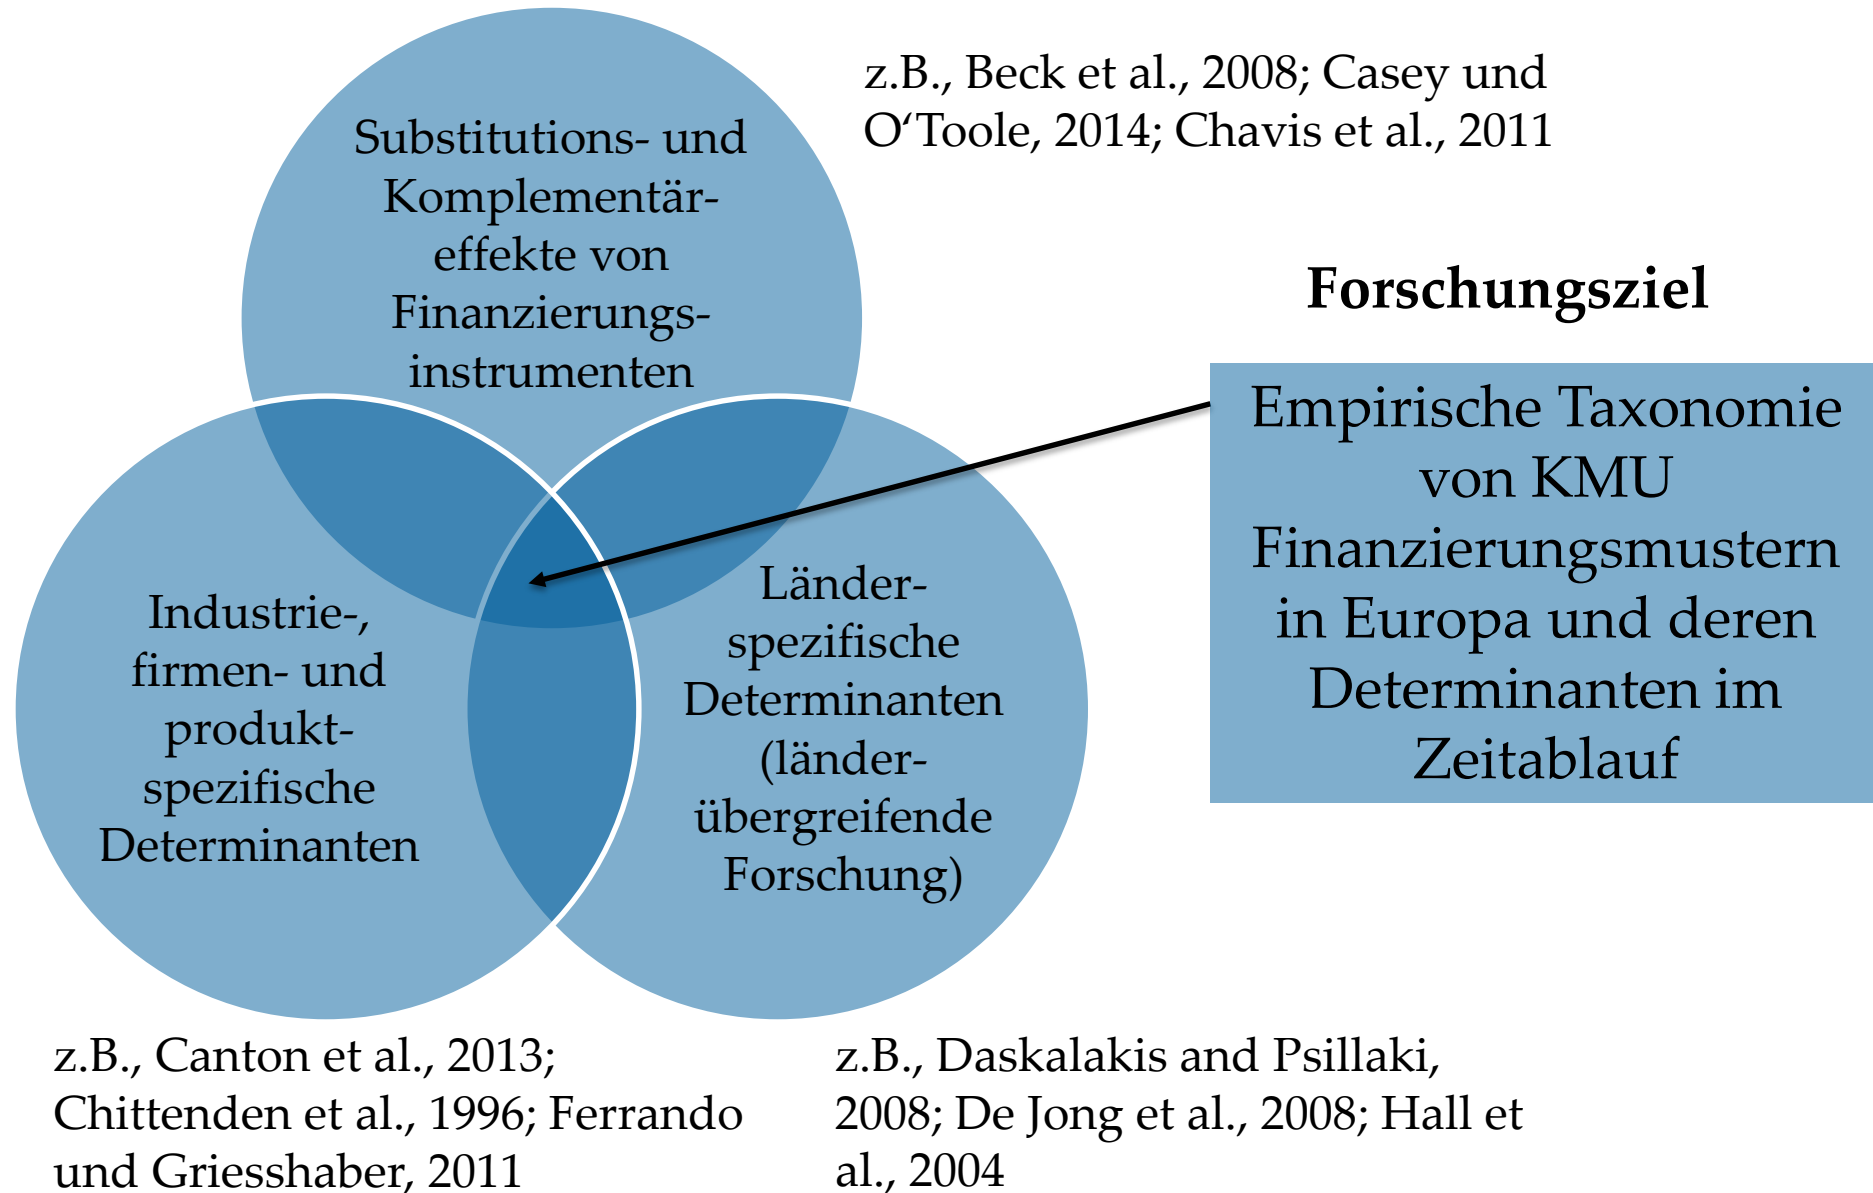 z.B., Beck et al., 2008; Casey und
O‘Toole, 2014; Chavis et al., 2011
Substitutions- und
Komplementär-
effekte von
Finanzierungs-
instrumenten
Forschungsziel
Empirische Taxonomie
von KMU
Finanzierungsmustern
in Europa und deren
Determinanten im
Zeitablauf
Industrie-,
firmen- und
produkt-
spezifische
Determinanten
Länder-
spezifische
Determinanten
(länder-
übergreifende
Forschung)
z.B., Canton et al., 2013;
Chittenden et al., 1996; Ferrando
und Griesshaber, 2011
z.B., Daskalakis and Psillaki,
2008; De Jong et al., 2008; Hall et
al., 2004